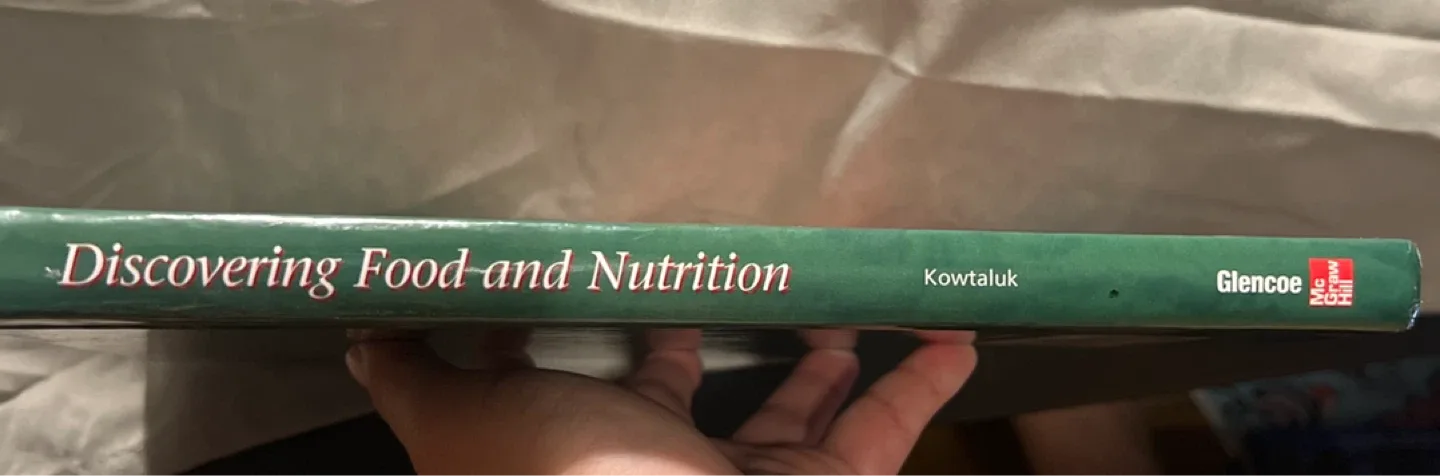 Discovering Food and Nutrition
Kowtaluk
Glencoe
Mc
Graw
Hill